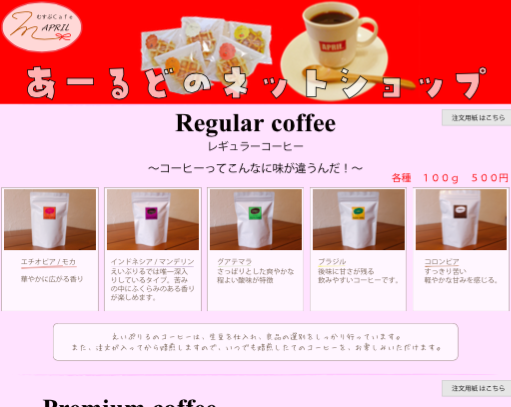 むすぶCafe
APRIL
APRIL
あーるどのネットショップ
注文用紙はこちら
Regular coffee
レギュラーコーヒー
～コーヒーってこんなに味が違うんだ！～
各種　１００ｇ　５００円
エチオピア / モカ
華やかに広がる香り
インドネシア / マンデリン
えいぷりるでは唯一深入
りしているタイプ。苦み
の中にふくらみのある香り
が楽しめます。
グアテマラ
さっぱりとした爽やかな
程よい酸味が特徴
ブラジル
後味に甘さが残る
飲みやすいコーヒーです。
コロンビア
すっきり苦い
軽やかな甘みを感じる。
えいぷりるのコーヒーは、生豆を仕入れ、良品の選別をしっかり行っています。
また、注文が入ってから焙煎しますので、いつでも焙煎したてのコーヒーを、お楽しみいただけます。
注文用紙はこちら
Premium coffee